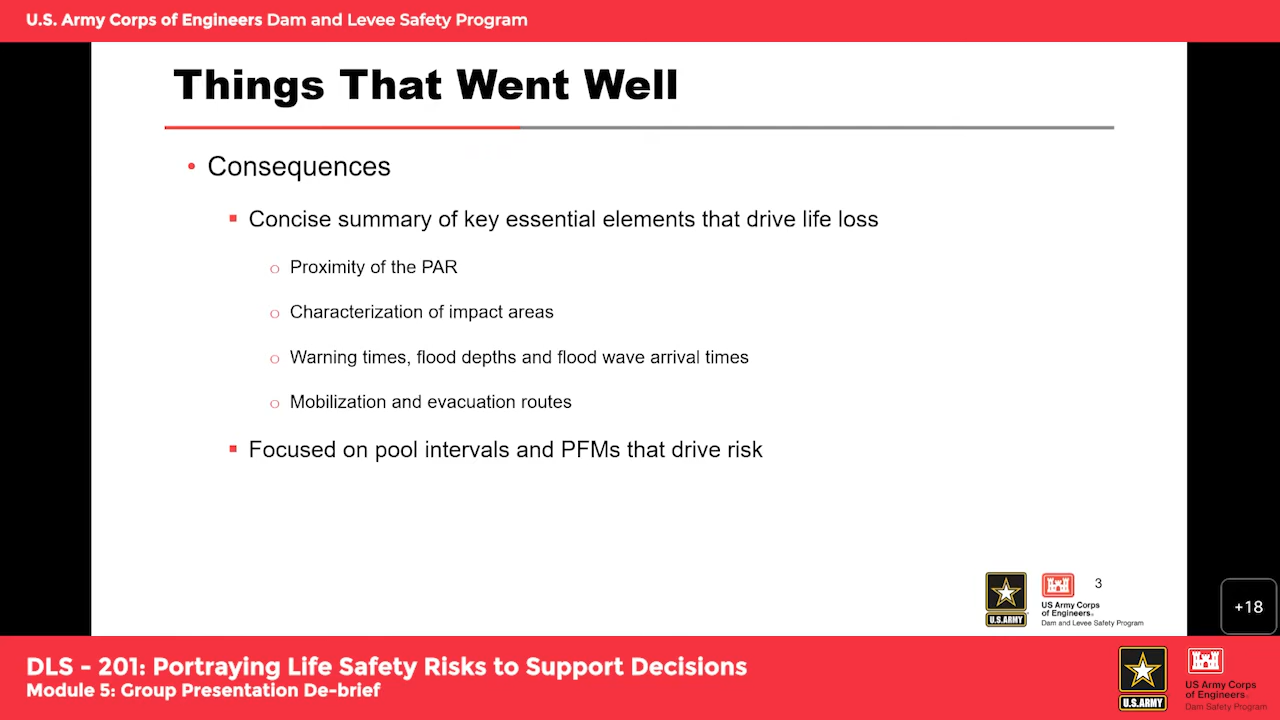 U.S. Army Corps of Engineers Dam and Levee Safety Program
Things That Went Well
• Consequences
▪ Concise summary of key essential elements that drive life loss
o Proximity of the PAR
o Characterization of impact areas
o Warning times, flood depths and flood wave arrival times
o Mobilization and evacuation routes
▪ Focused on pool intervals and PFMs that drive risk
U.S. ARMY
US Army Corps
of Engineers®
Dam and Levee Safety Program
3
+18
DLS - 201: Portraying Life Safety Risks to Support Decisions
Module 5: Group Presentation De-brief
U.S. ARMY
US Army Corps
of Engineers®
Dam Safety Program